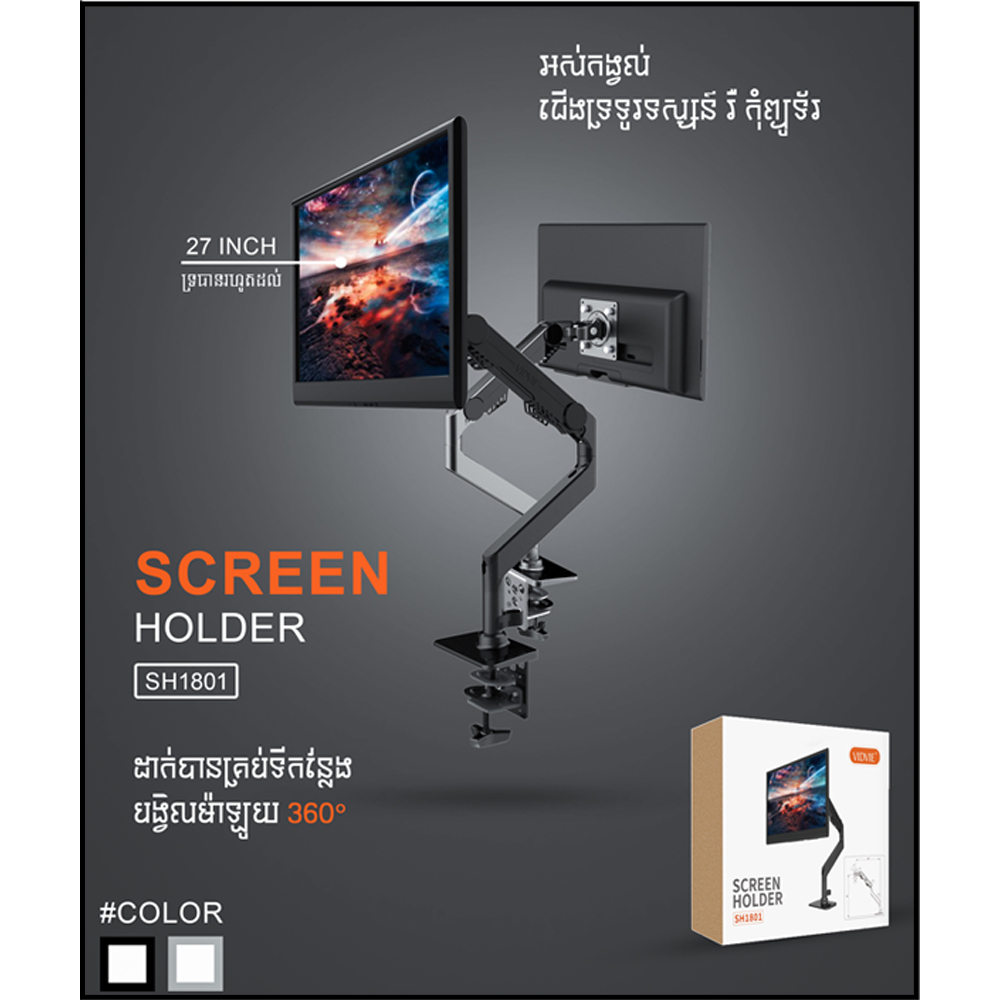 អស់កង្វល់
ជើងទ្រទូរទស្សន៍ រឺ កុំព្យូទ័រ
27 INCH
ទ្របានរហូតដល់
SCREEN
HOLDER
SH1801
ដាក់បានគ្រប់ទីកន្លែង
បង្វិលម៉ាឡូយ 360°
VIDVIE
SCREEN
HOLDER
SH1801
#COLOR